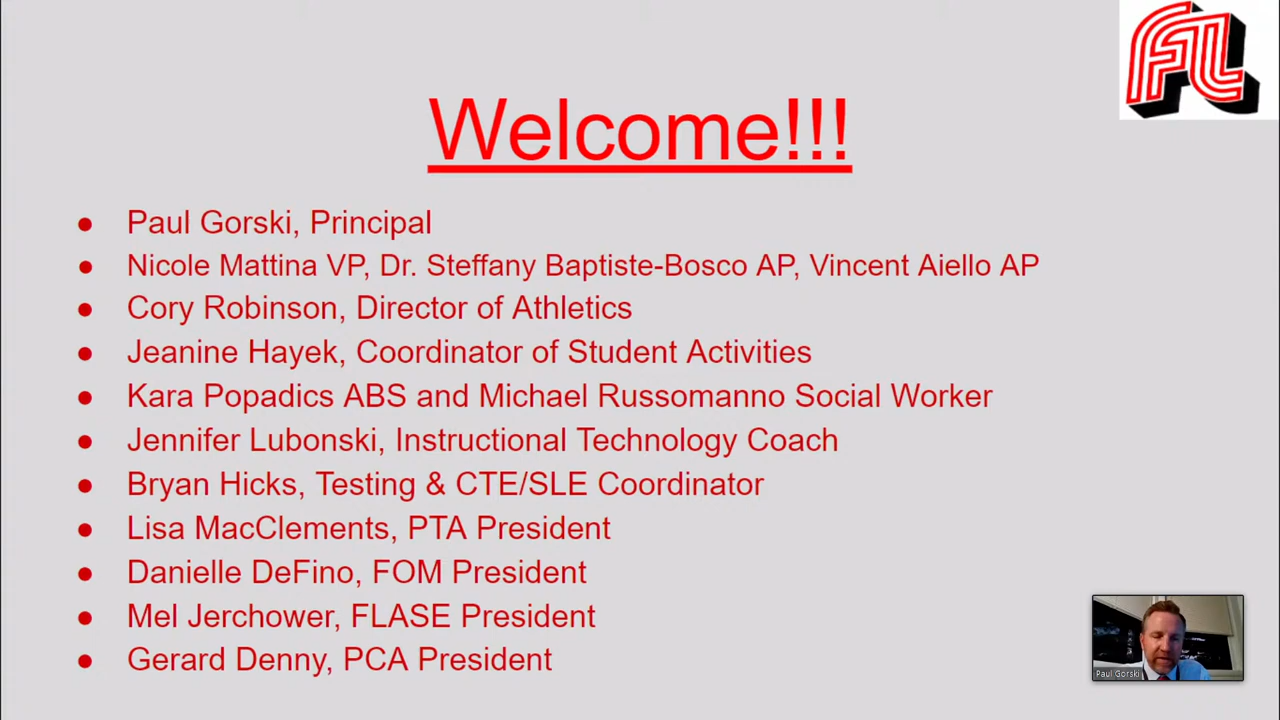 FL
Welcome!!!
● Paul Gorski, Principal
● Nicole Mattina VP, Dr. Steffany Baptiste-Bosco AP, Vincent Aiello AP
● Cory Robinson, Director of Athletics
● Jeanine Hayek, Coordinator of Student Activities
● Kara Popadics ABS and Michael Russomanno Social Worker
● Jennifer Lubonski, Instructional Technology Coach
● Bryan Hicks, Testing & CTE/SLE Coordinator
● Lisa MacClements, PTA President
● Danielle DeFino, FOM President
● Mel Jerchower, FLASE President
● Gerard Denny, PCA President
Paul Gorski